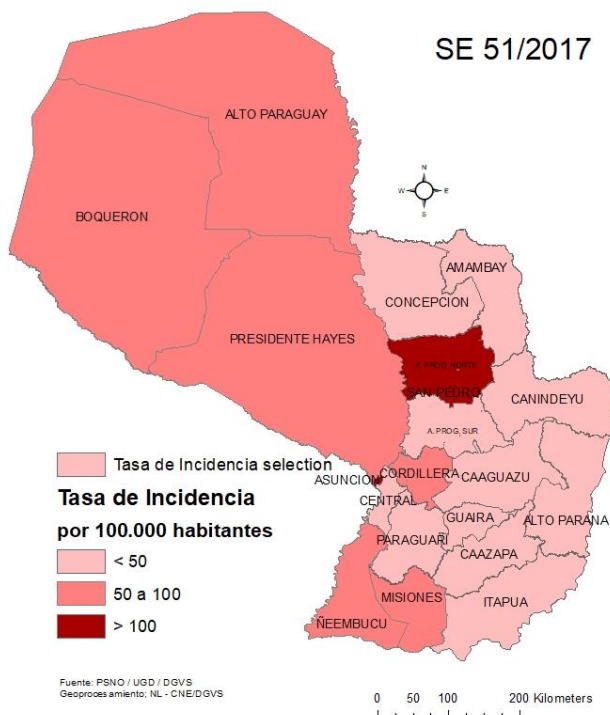 SE 51/2017
ALTO PARAGUAY
N
W E
S
BOQUERON
AMAMBAY
CONCEPCION
PRESIDENTE HAYES
A. PROG. NORTE
SAN PEDRO
CANINDEYU
A. PROG. SUR
Tasa de Incidencia selection
ASUNCION
CORDILLERA
CAAGUAZU
CENTRAL
Tasa de Incidencia
por 100.000 habitantes
GUAIRA
ALTO PARANA
PARAGUARI
CAAZAPA
< 50
50 a 100
> 100
MISIONES
ITAPUA
ÑEEMBUCU
Fuente: PSNO / UGD / DGVS
Geoprocesamiento; NL - CNE/DGVS
0 50 100 200 Kilometers